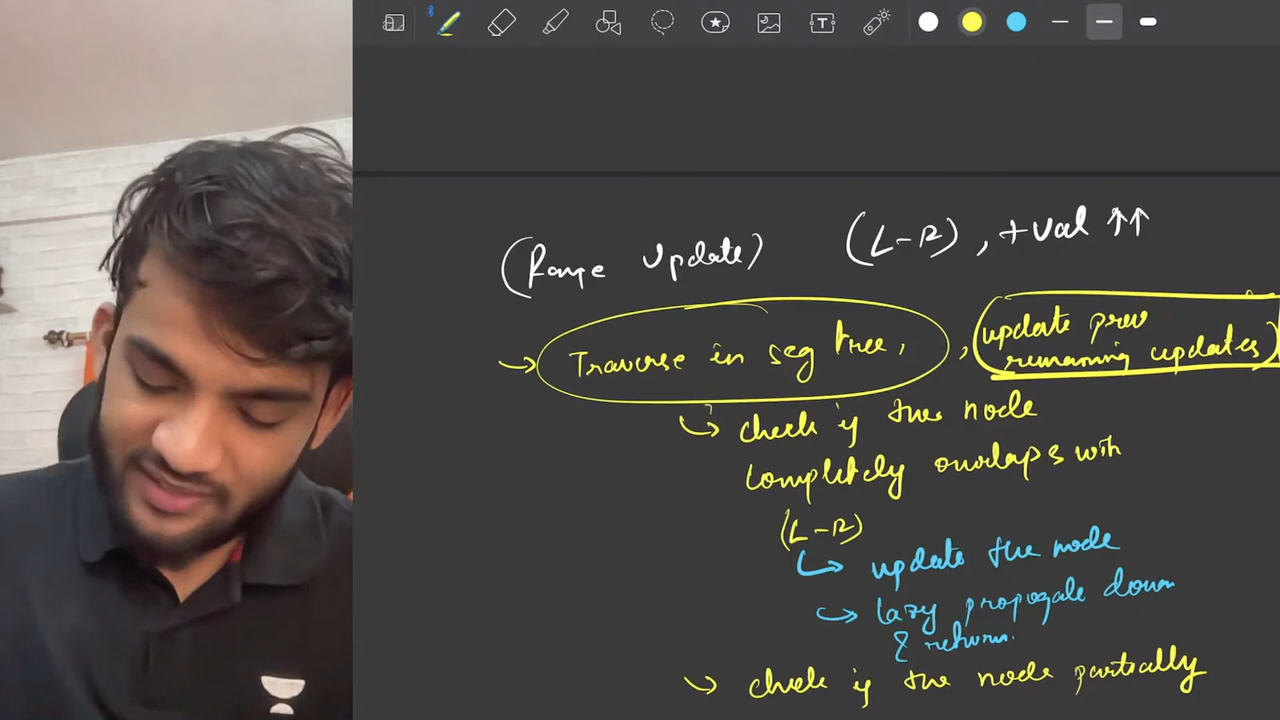 (Range Update) (L-R), +val ↑↑
→ Traverse in seg tree, , (update prev
remaining updates)
↳ check if the node
completely overlaps with
(L-R)
↳ update the node
↳ lazy propogate down
& return.
↳ check if the node partially